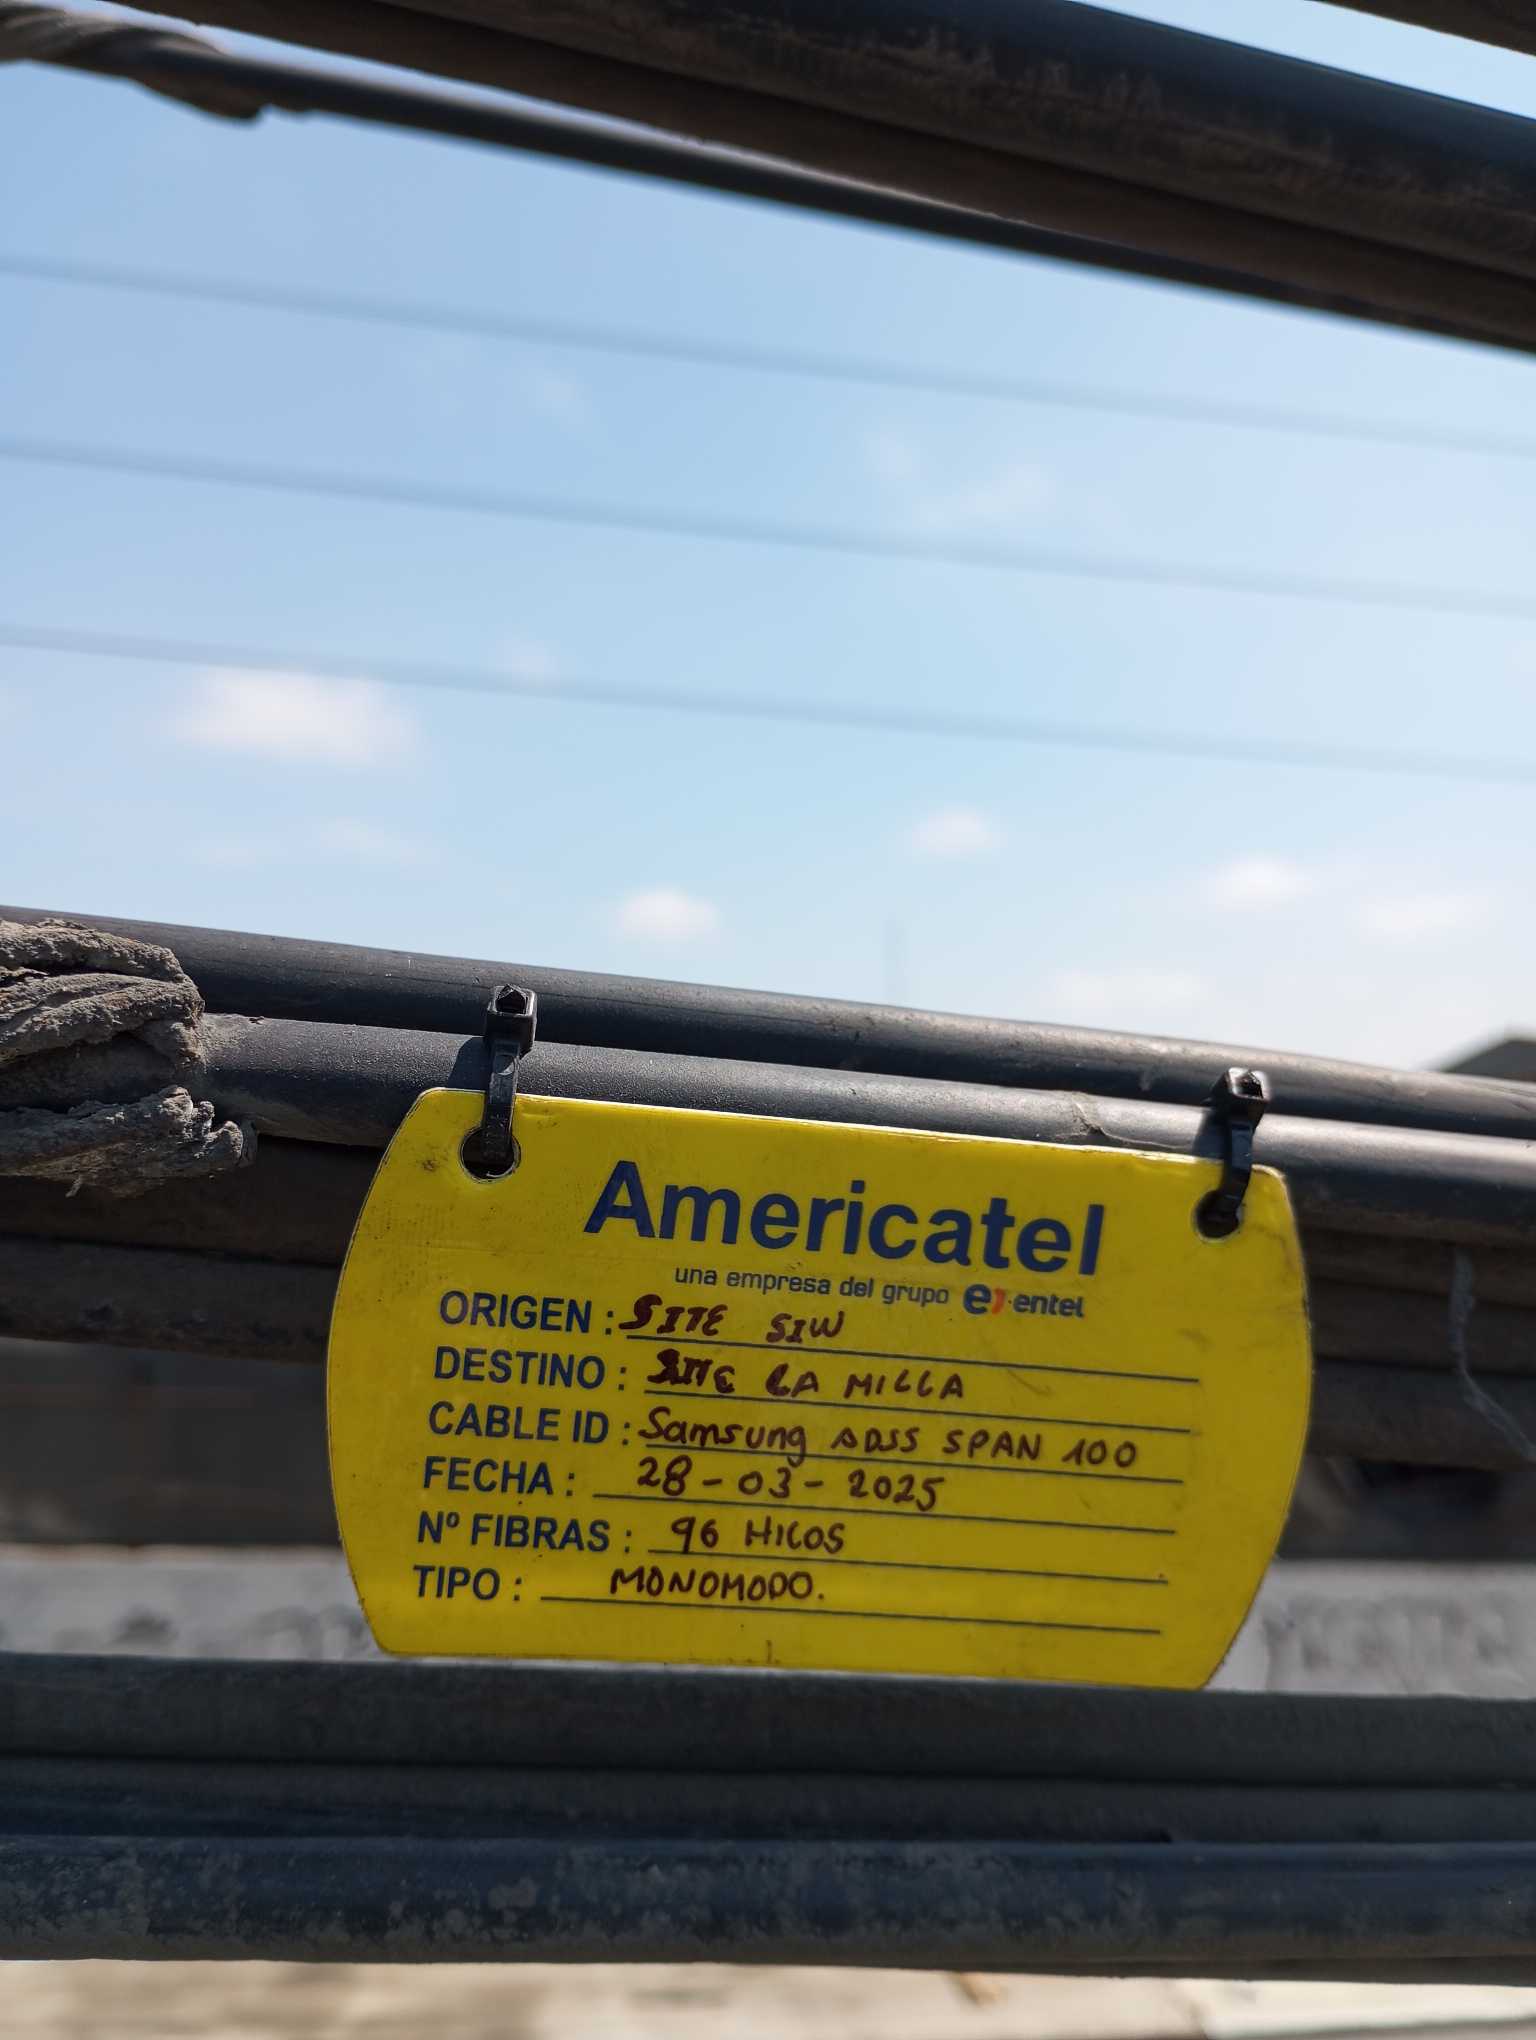 Americatel
una empresa del grupo e) entel
ORIGEN : SITE SIW
DESTINO : SITE LA MILLA
CABLE ID : Samsung ADSS SPAN 100
FECHA : 28-03-2025
Nº FIBRAS : 96 HILOS
TIPO : MONOMODO.